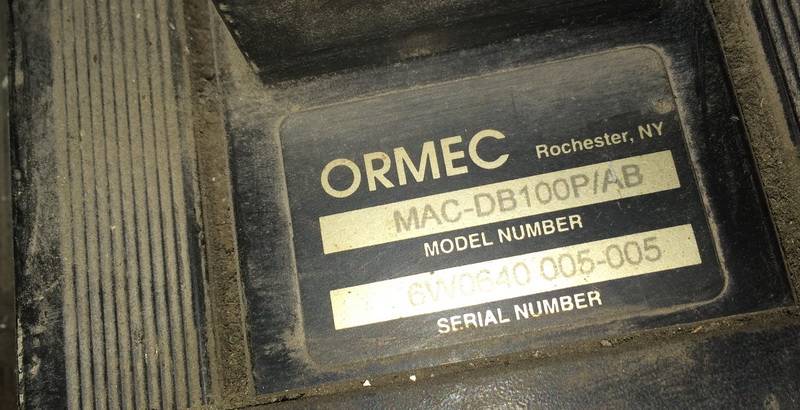 ORMEC Rochester, NY
MAC-DB100P/AB
MODEL NUMBER
6W0640 005-005
SERIAL NUMBER